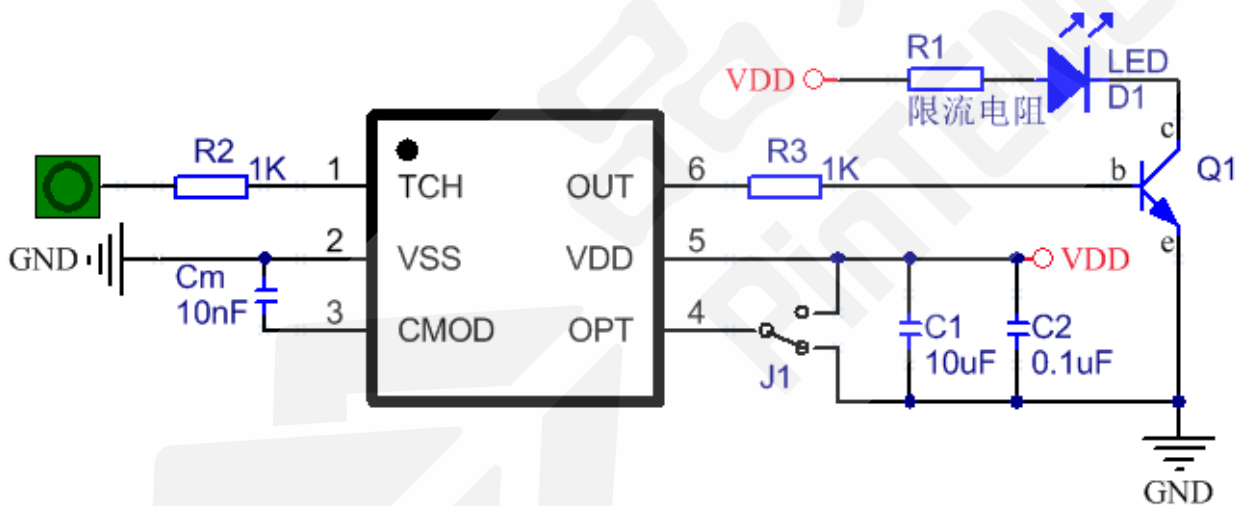 R1
LED
VDD
D1
限流电阻
c
R2 1K
1
TCH
OUT
6
R3 1K
b
Q1
GND
2
VSS
VDD
5
VDD
e
Cm
10nF
3
CMOD
OPT
4
J1
C1
10uF
C2
0.1uF
GND
PinTENG